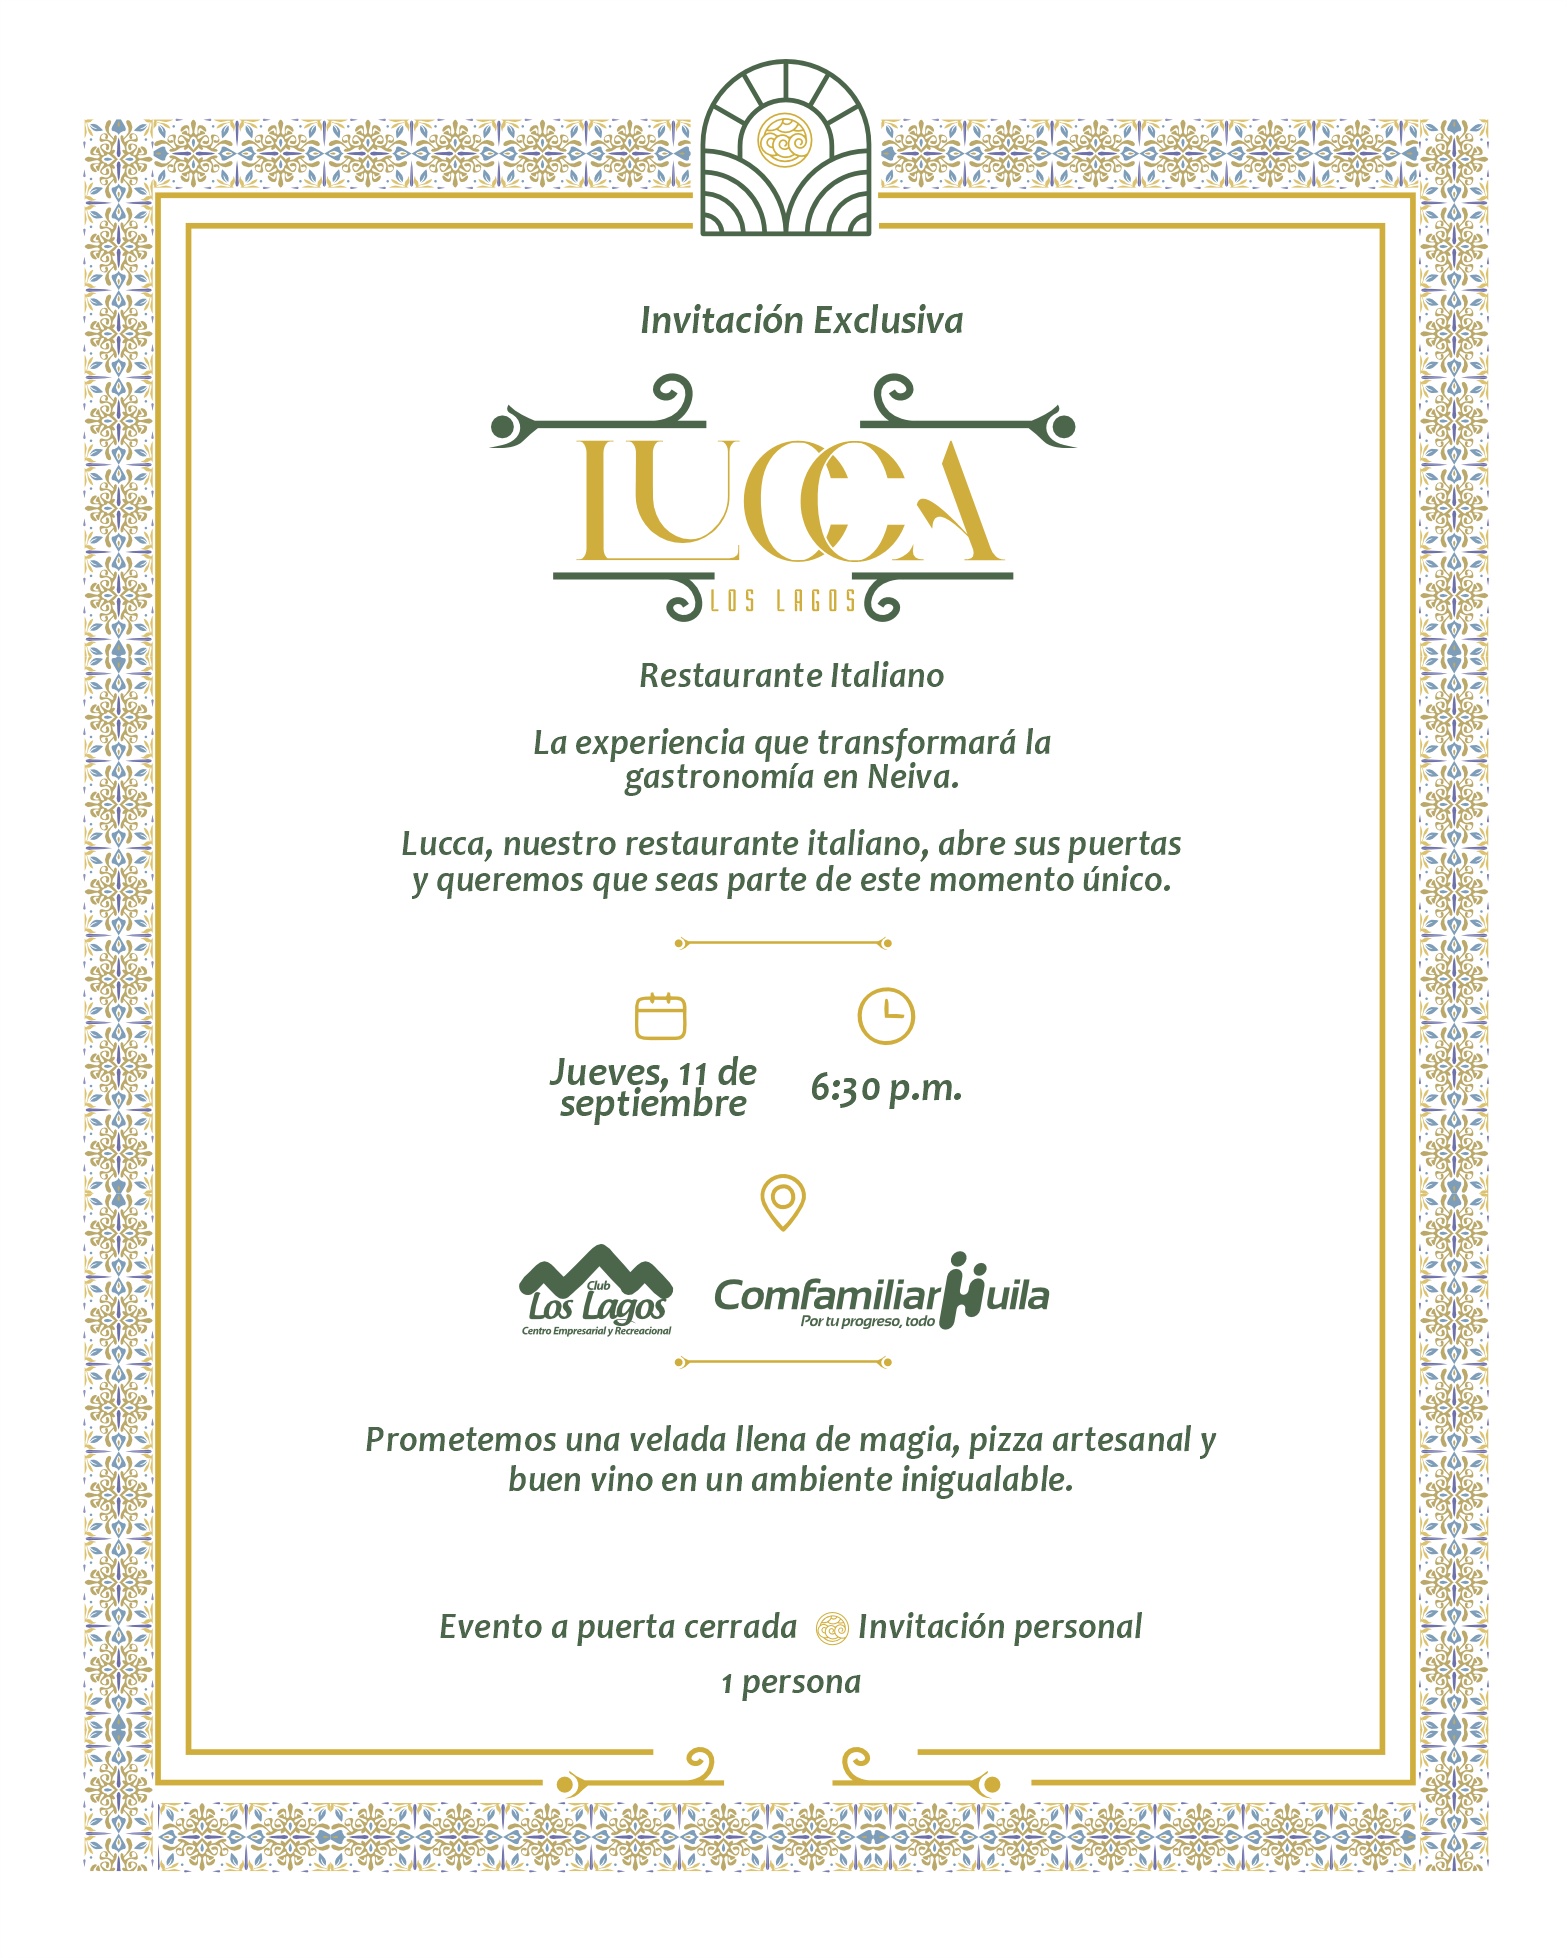 Invitación Exclusiva
LUCCA
LOS LAGOS
Restaurante Italiano
La experiencia que transformará la
gastronomía en Neiva.
Lucca, nuestro restaurante italiano, abre sus puertas
y queremos que seas parte de este momento único.
Jueves, 11 de
septiembre
6:30 p.m.
Club
Los Lagos
Centro Empresarial y Recreacional
Comfamiliar Huila
Por tu progreso, todo
Prometemos una velada llena de magia, pizza artesanal y
buen vino en un ambiente inigualable.
Evento a puerta cerrada Invitación personal
1 persona